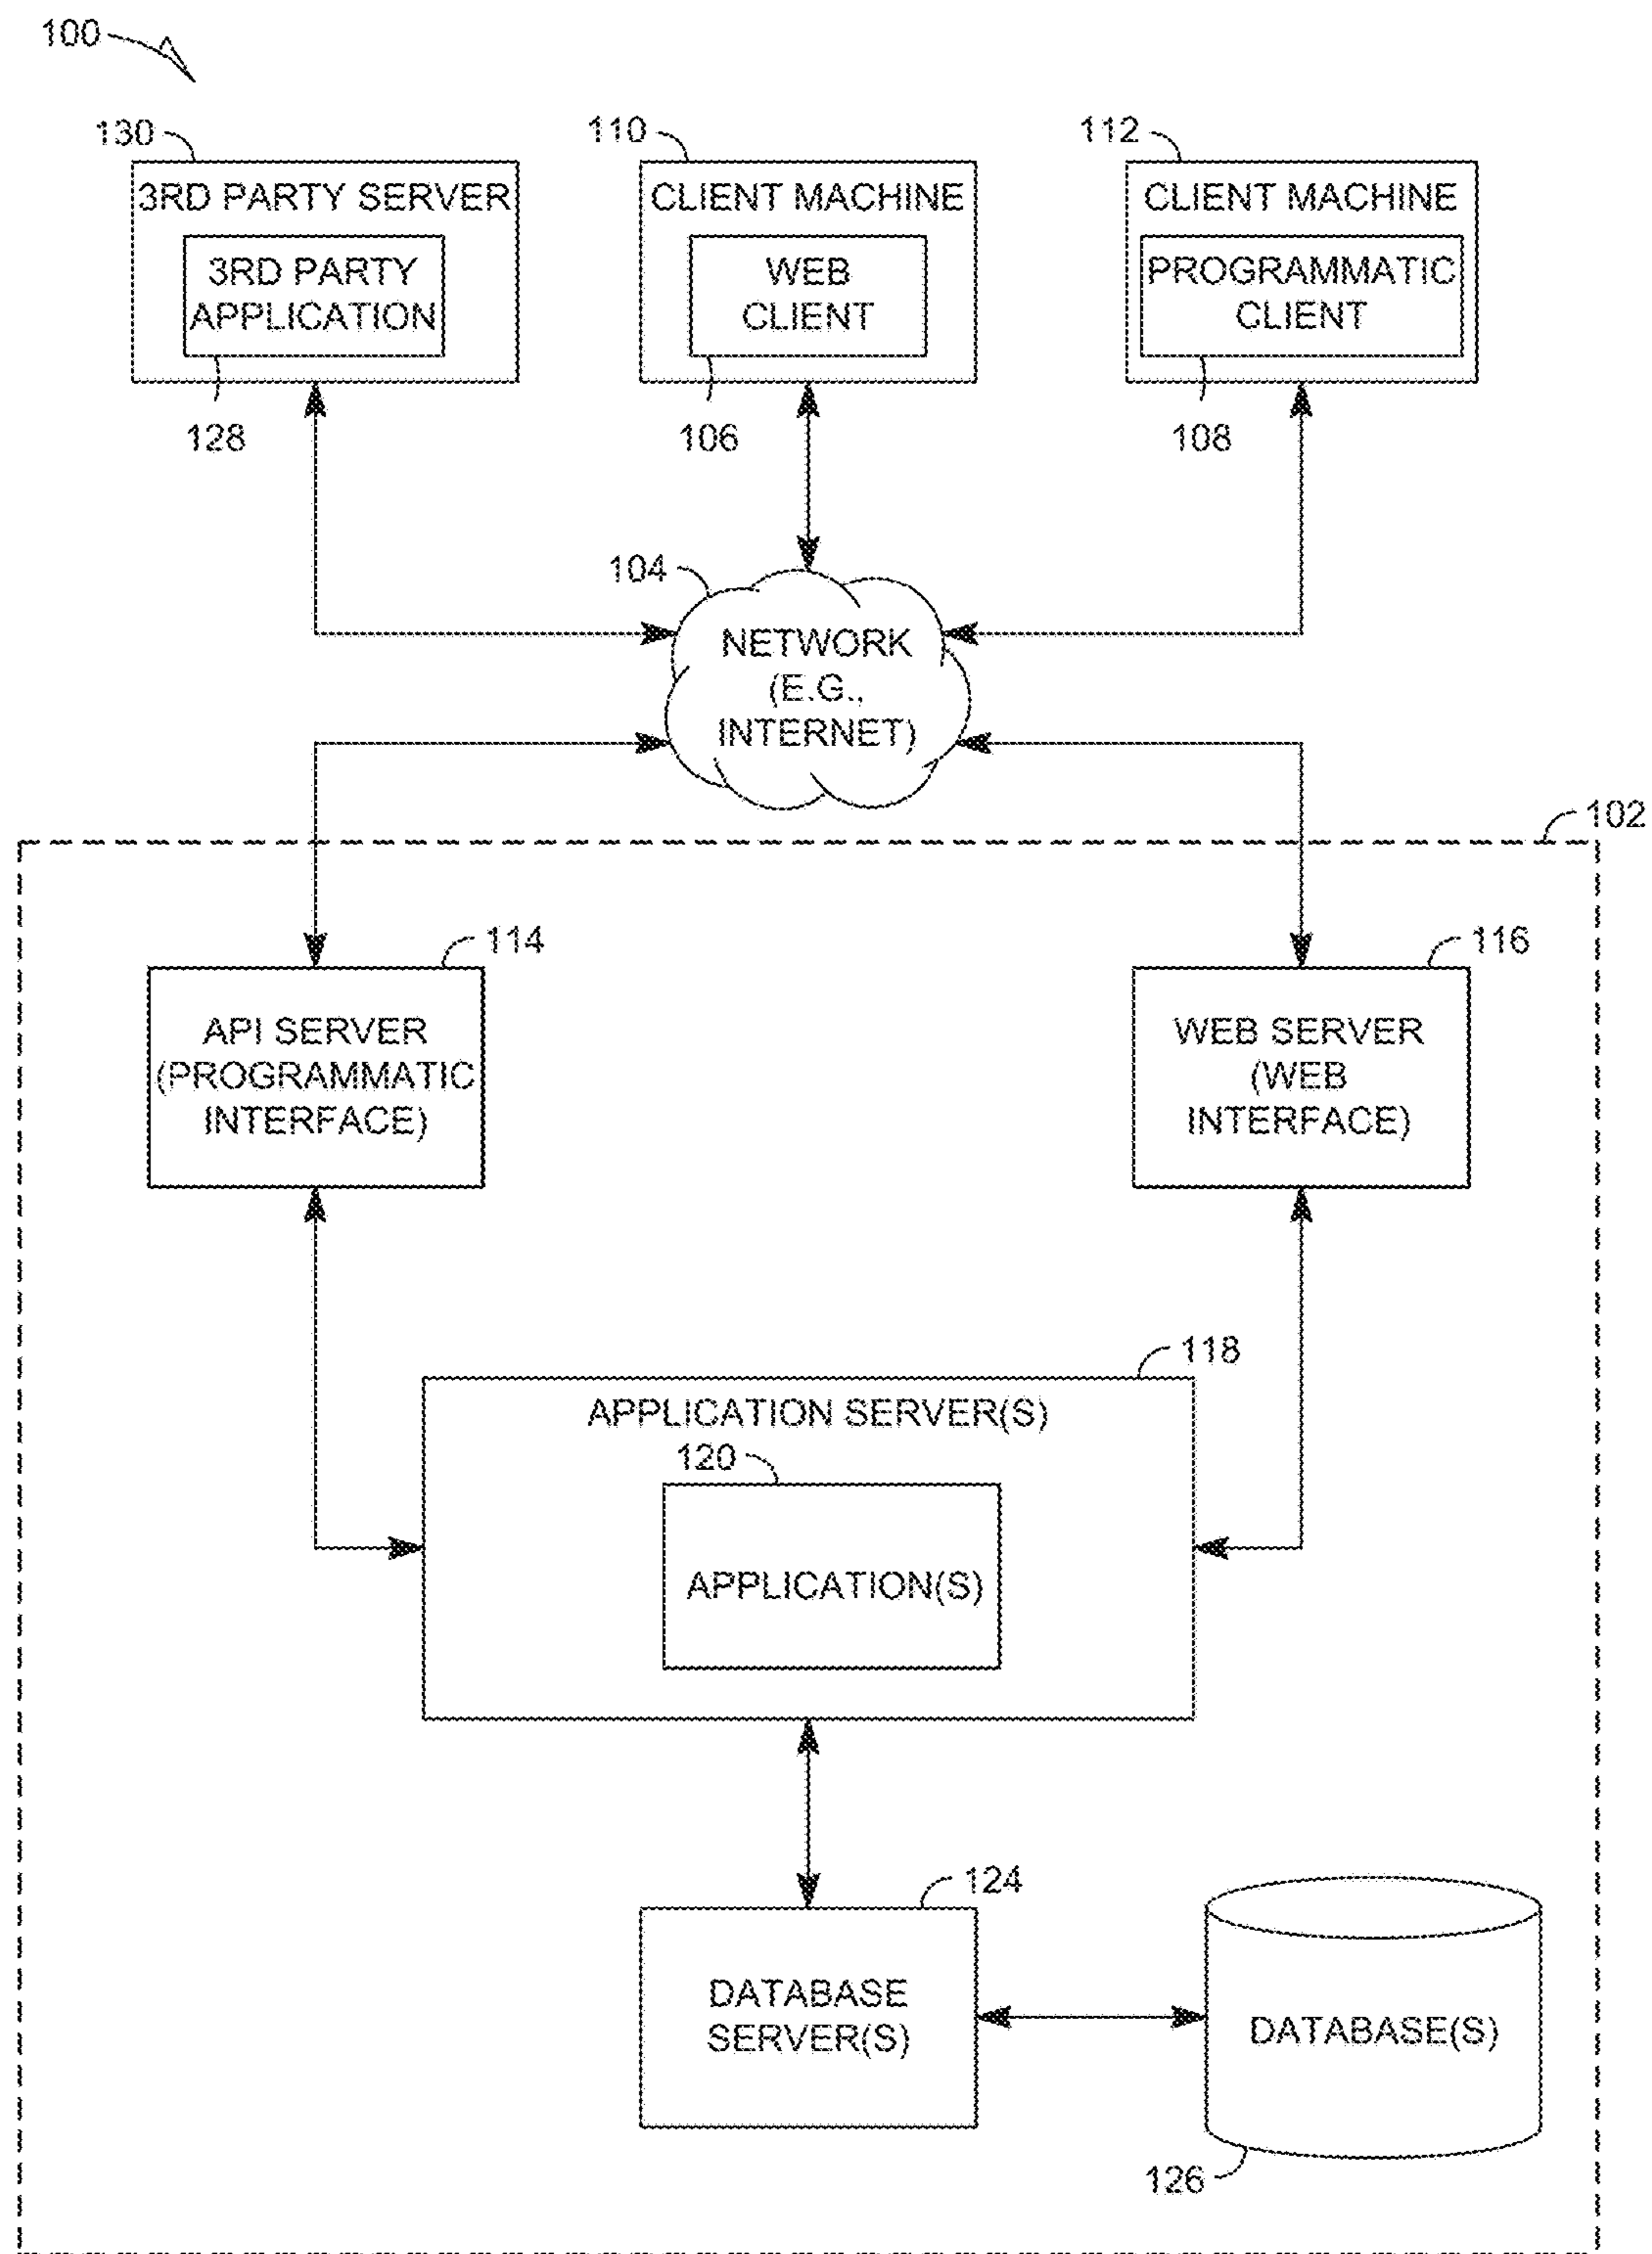 100
130
110
112
3RD PARTY SERVER
CLIENT MACHINE
CLIENT MACHINE
3RD PARTY
APPLICATION
WEB
CLIENT
PROGRAMMATIC
CLIENT
128
106
108
104
NETWORK
(E.G.,
INTERNET)
102
114
116
API SERVER
(PROGRAMMATIC
INTERFACE)
WEB SERVER
(WEB
INTERFACE)
118
APPLICATION SERVER(S)
120
APPLICATION(S)
124
DATABASE
SERVER(S)
DATABASE(S)
126